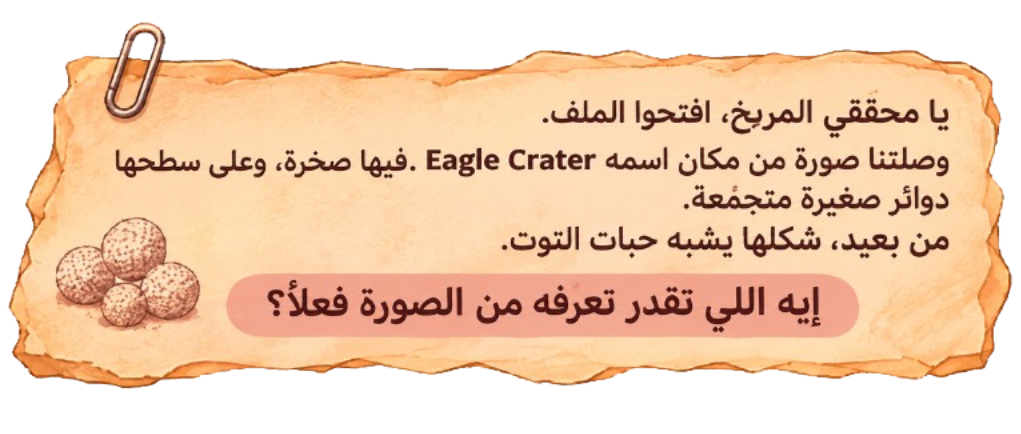 يا محققي المريخ، افتحوا الملف.
وصلتنا صورة من مكان اسمه Eagle Crater .فيها صخرة، وعلى سطحها
دوائر صغيرة متجمّعة.
من بعيد، شكلها يشبه حبات التوت.
إيه اللي تقدر تعرفه من الصورة فعلاً؟